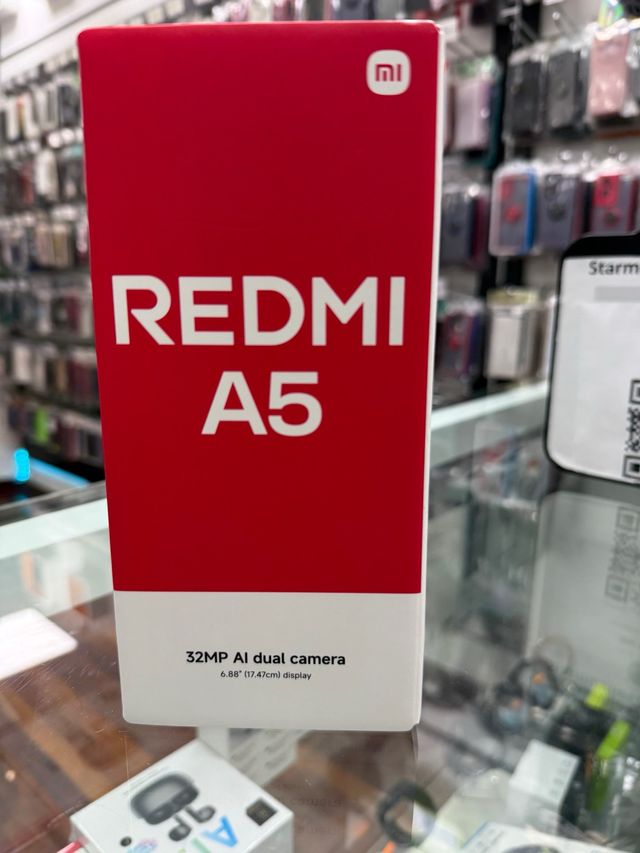 mi
REDMI
A5
32MP AI dual camera
6.88" (17.47cm) display
Starm